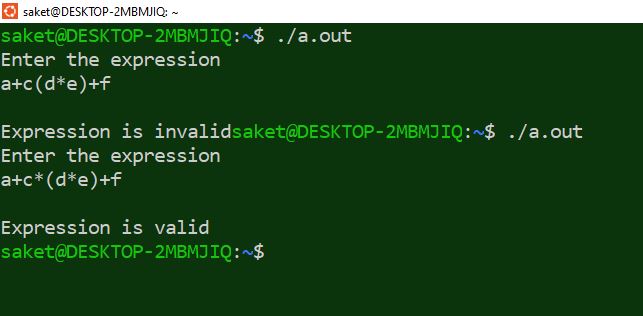 saket@DESKTOP-2MBMJIQ: ~
saket@DESKTOP-2MBMJIQ:~$ ./a.out
Enter the expression
a+c(d*e)+f
Expression is invalidsaket@DESKTOP-2MBMJIQ:~$ ./a.out
Enter the expression
a+c*(d*e)+f
Expression is valid
saket@DESKTOP-2MBMJIQ:~$